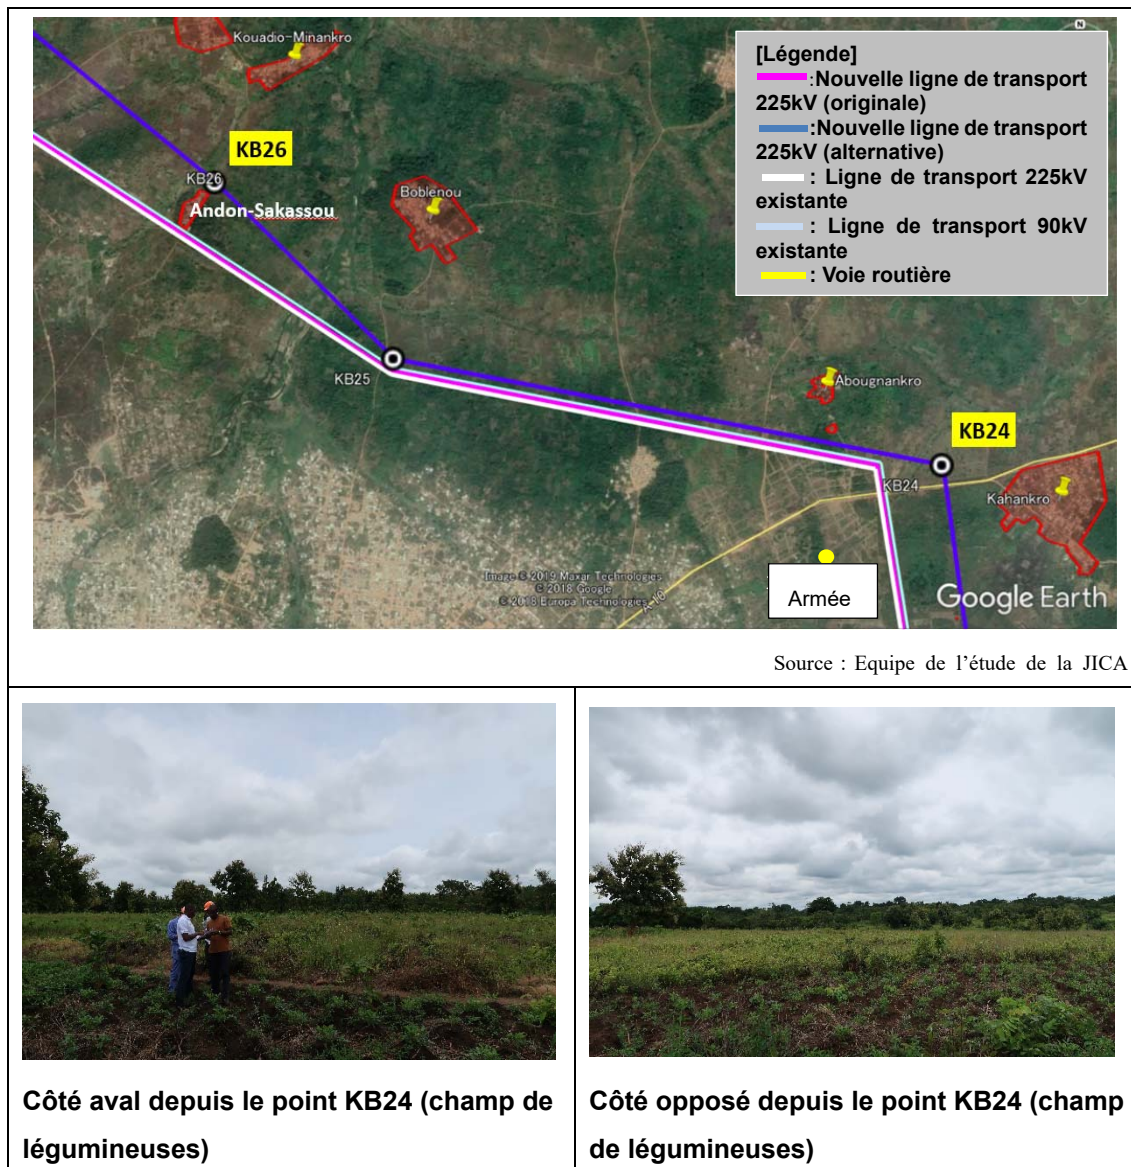 N
Kouadio-Minankro
KB26
KB26
Andon-Sakassou
Boblenou
KB25
Abougnankro
KB24
KB24
Kahankro
Armée
A-10
Image © 2019 Maxar Technologies
© 2018 Google
© 2018 Europa Technologies
Google Earth
[Légende]
:Nouvelle ligne de transport
225kV (originale)
:Nouvelle ligne de transport
225kV (alternative)
: Ligne de transport 225kV
existante
: Ligne de transport 90kV
existante
: Voie routière
Source : Equipe de l’étude de la JICA
Côté aval depuis le point KB24 (champ de
légumineuses)
Côté opposé depuis le point KB24 (champ
de légumineuses)